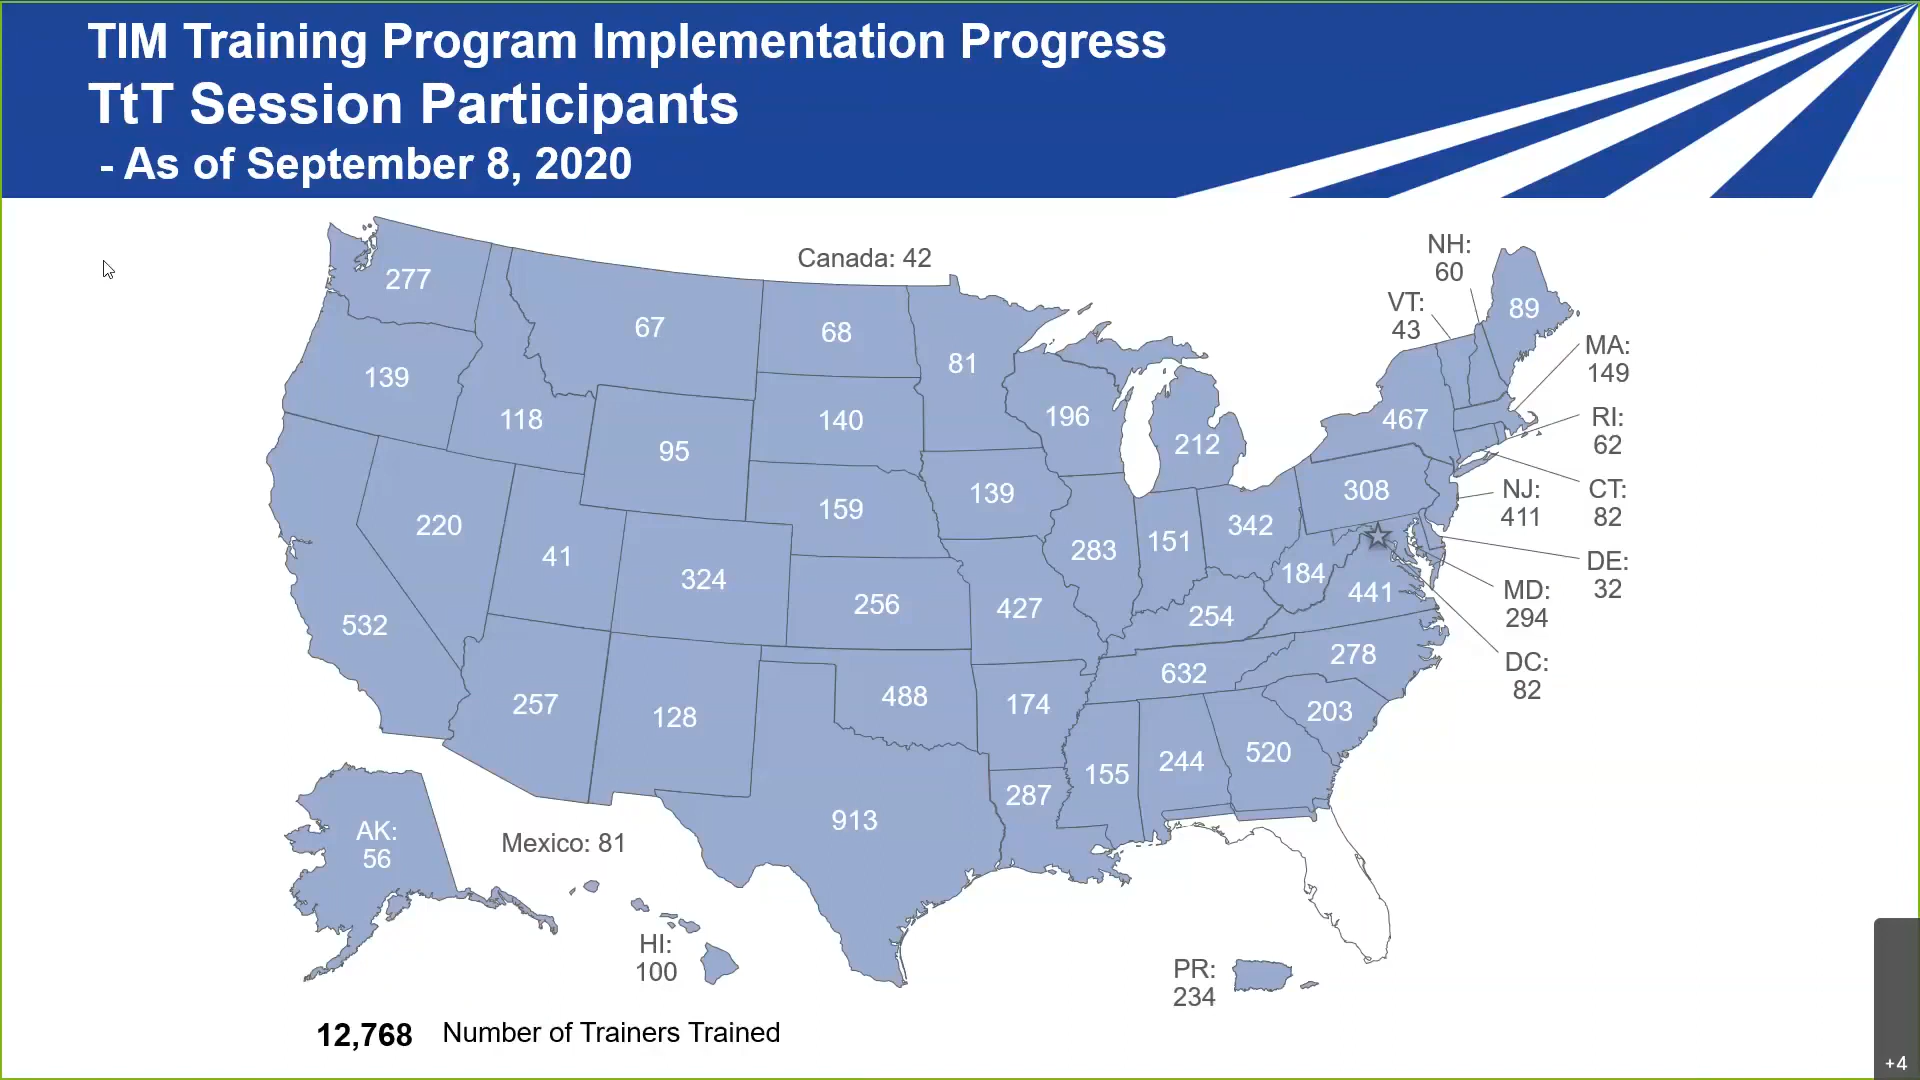 TIM Training Program Implementation Progress
TtT Session Participants
- As of September 8, 2020
Canada: 42
NH:
60
VT:
43
277
67
68
81
89
MA:
149
139
118
95
140
196
212
467
RI:
62
220
41
324
159
139
283
151
342
308
NJ:
411
CT:
82
532
256
427
254
184
441
DE:
32
MD:
294
257
128
488
174
632
278
203
DC:
82
913
287
155
244
520
AK:
56
Mexico: 81
HI:
100
PR:
234
12,768 Number of Trainers Trained
+4